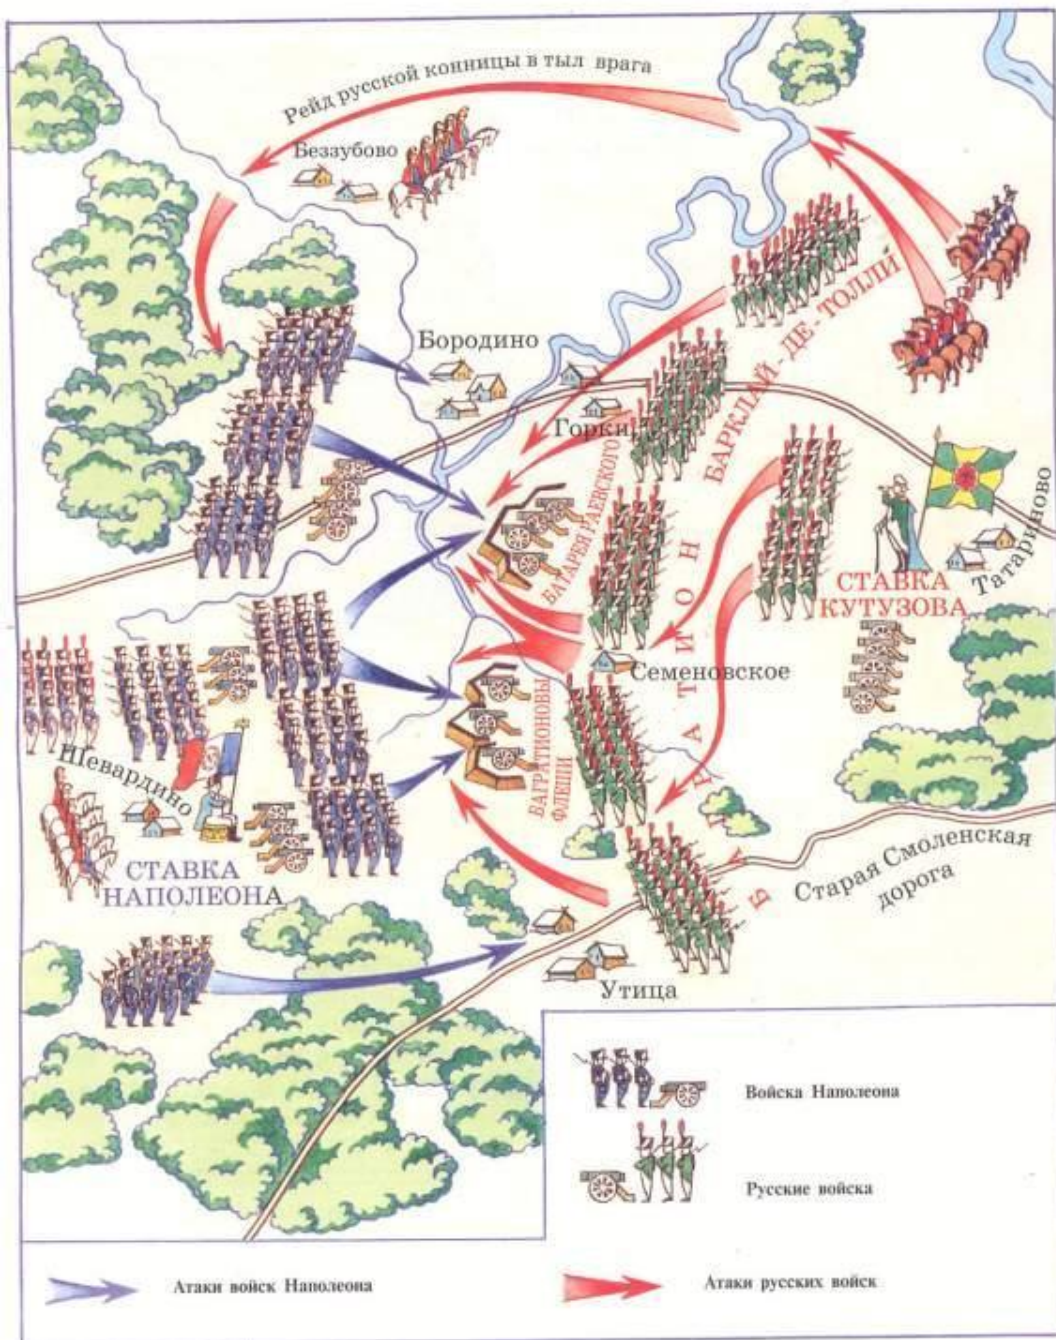 Рейд русской конницы в тыл врага
Беззубово
Бородино
Горки
БАРКЛАЙ - ДЕ - ТОЛЛИ
БАТАРЕЯ РАЕВСКОГО
Татариново
СТАВКА
КУТУЗОВА
Семеновское
БАГРАТИОН
Шевардино
БАГРАТИОНОВЫ
ФЛЕШИ
СТАВКА
НАПОЛЕОНА
Старая Смоленская
дорога
Утица
Войска Наполеона
Русские войска
Атаки войск Наполеона
Атаки русских войск